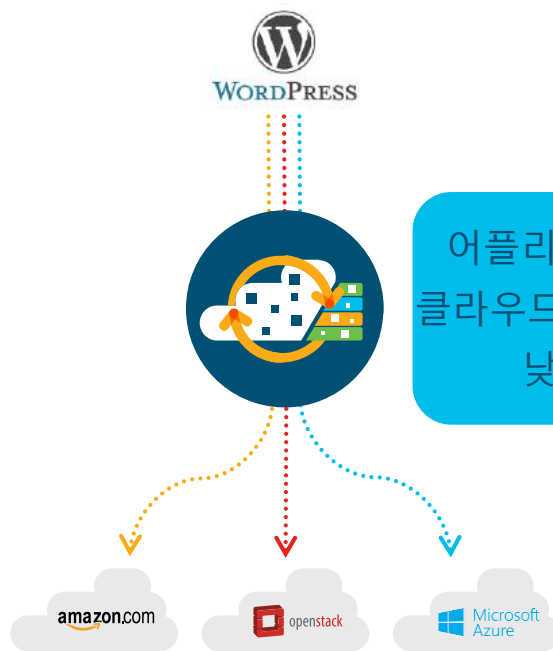 WORDPRESS
어플리
클라우드
낮
amazon.com
openstack
Microsoft
Azure